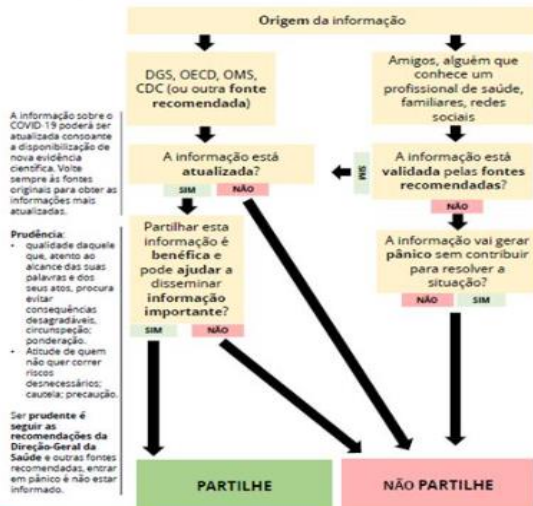 Origem da informação
DGS, OECD, OMS,
CDC (ou outra fonte
recomendada)
Amigos, alguém que
conhece um
profissional de saúde,
familiares, redes
sociais
A informação sobre o
COVID-19 poderá ser
atualizada consoante
a disponibilização de
nova evidência
científica. Volte
sempre às fontes
originais para obter as
informações mais
atualizadas.
A informação está
atualizada?
SIM
NÃO
SIM
A informação está
validada pelas fontes
recomendadas?
NÃO
Prudência:
• qualidade daquele
que, atento ao
alcance das suas
palavras e dos
seus atos, procura
evitar
consequências
desagradáveis,
circunspeção;
ponderação.
• Atitude de quem
não quer correr
riscos
desnecessários;
cautela; precaução.
Ser prudente é
seguir as
recomendações da
Direção-Geral da
Saúde e outras fontes
recomendadas, entrar
em pânico é não estar
informado.
Partilhar esta
informação é
benéfica e
pode ajudar a
disseminar
informação
importante?
SIM
NÃO
A informação vai gerar
pânico sem contribuir
para resolver a
situação?
NÃO
SIM
PARTILHE
NÃO PARTILHE